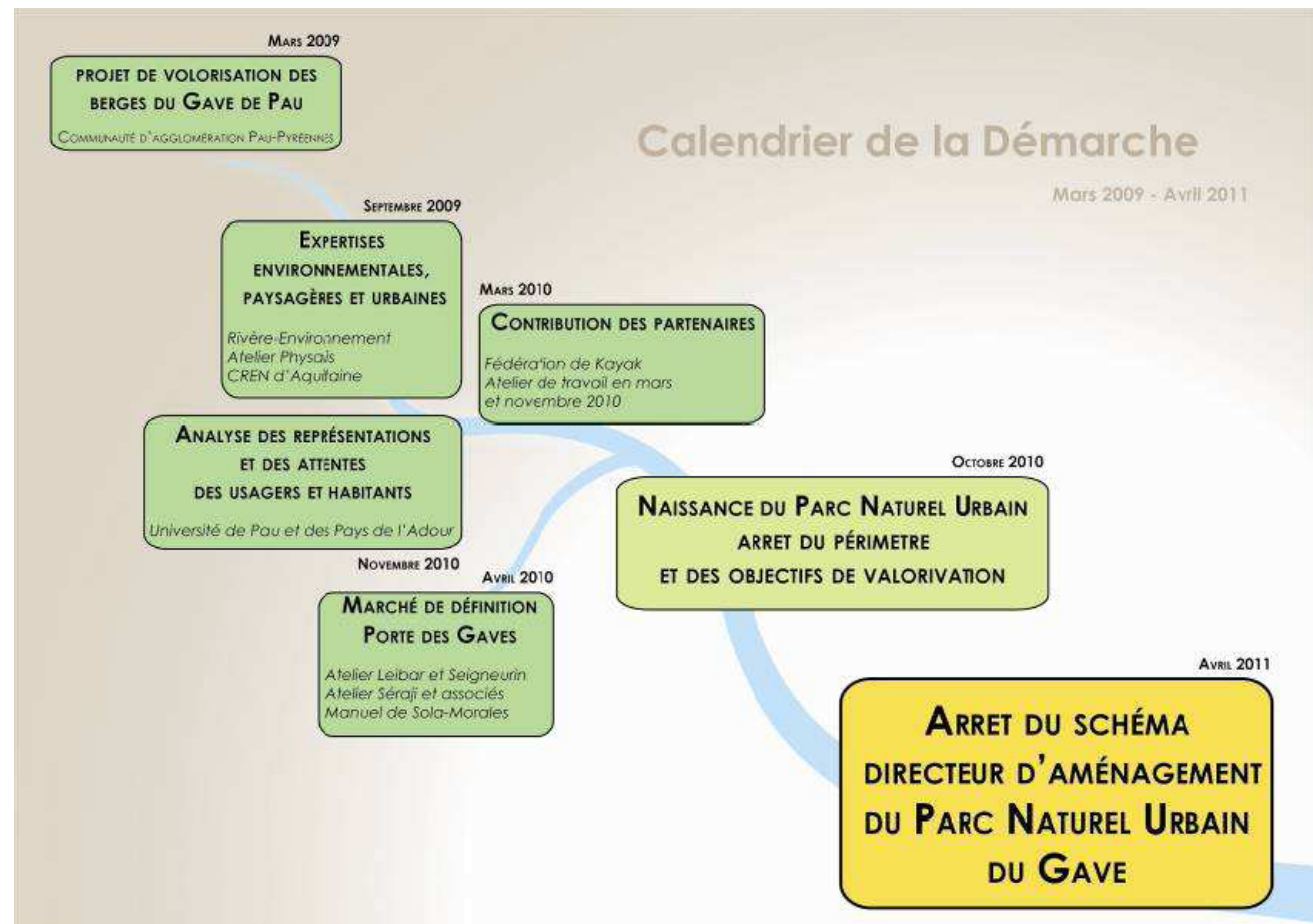 Mars 2009
PROJET DE VOLORISATION DES
BERGES DU GAVE DE PAU
COMMUNAUTÉ D'AGGLOMÉRATION PAU-PYRÉENNES
Calendrier de la Démarche
Mars 2009 - Avril 2011
SEPTEMBRE 2009
EXPERTISES
ENVIRONNEMENTALES,
PAYSAGÈRES ET URBAINES
Rivère-Environnement
Atelier Physalis
CREN d'Aquitaine
MARS 2010
CONTRIBUTION DES PARTENAIRES
Fédération de Kayak
Atelier de travail en mars
et novembre 2010
ANALYSE DES REPRÉSENTATIONS
ET DES ATTENTES
DES USAGERS ET HABITANTS
Université de Pau et des Pays de l'Adour
NOVEMBRE 2010
AVRIL 2010
MARCHÉ DE DÉFINITION
PORTE DES GAVES
Atelier Leibar et Seigneurin
Atelier Séraji et associés
Manuel de Sola-Morales
OCTOBRE 2010
NAISSANCE DU PARC NATUREL URBAIN
ARRET DU PÉRIMETRE
ET DES OBJECTIFS DE VALORIVATION
AVRIL 2011
ARRET DU SCHÉMA
DIRECTEUR D'AMÉNAGEMENT
DU PARC NATUREL URBAIN
DU GAVE